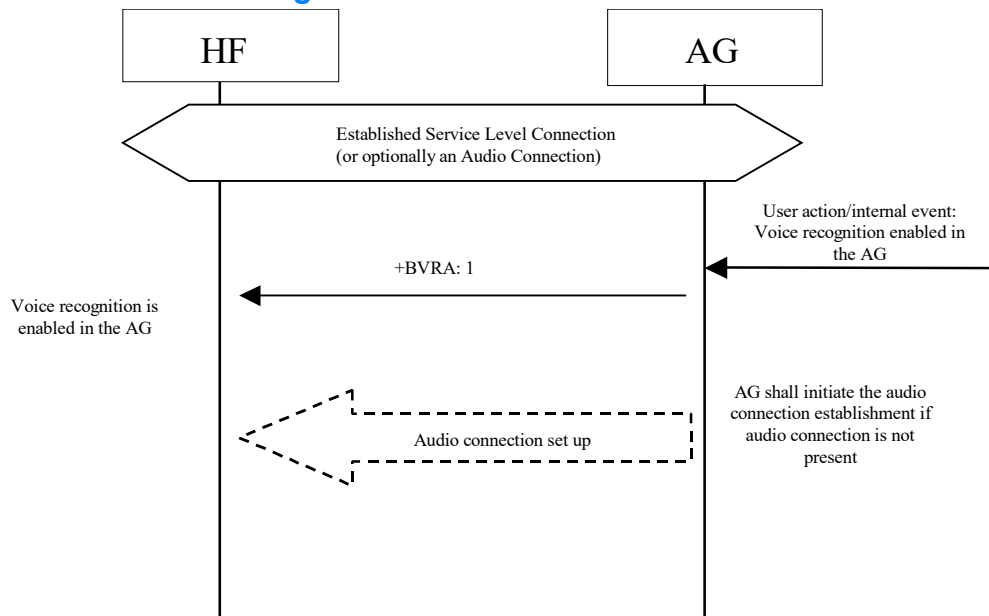 HF
AG
Established Service Level Connection
(or optionally an Audio Connection)
User action/internal event:
Voice recognition enabled in
the AG
+BVRA: 1
Voice recognition is
enabled in the AG
AG shall initiate the audio
connection establishment if
audio connection is not
present
Audio connection set up